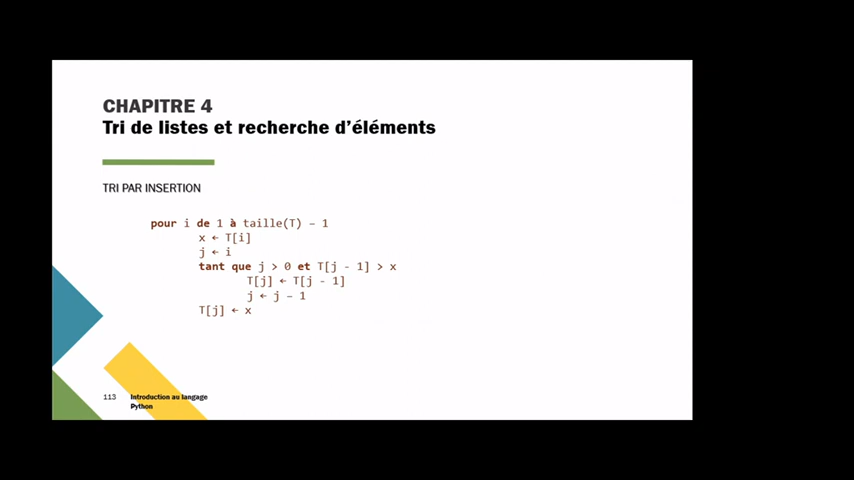 CHAPITRE 4
Tri de listes et recherche d'éléments
TRI PAR INSERTION
pour i de 1 à taille(T) – 1
x ← T[i]
j ← i
tant que j > 0 et T[j - 1] > x
T[j] ← T[j - 1]
j ← j – 1
T[j] ← x
113 Introduction au langage
Python